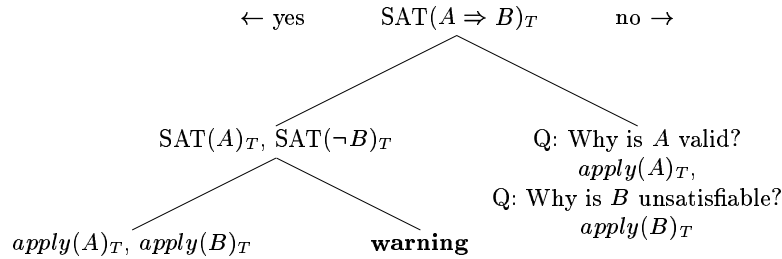 ← yes SAT(A ⇒ B)_T no →
SAT(A)_T, SAT(¬B)_T
Q: Why is A valid?
apply(A)_T,
Q: Why is B unsatisfiable?
apply(B)_T
apply(A)_T, apply(B)_T
warning